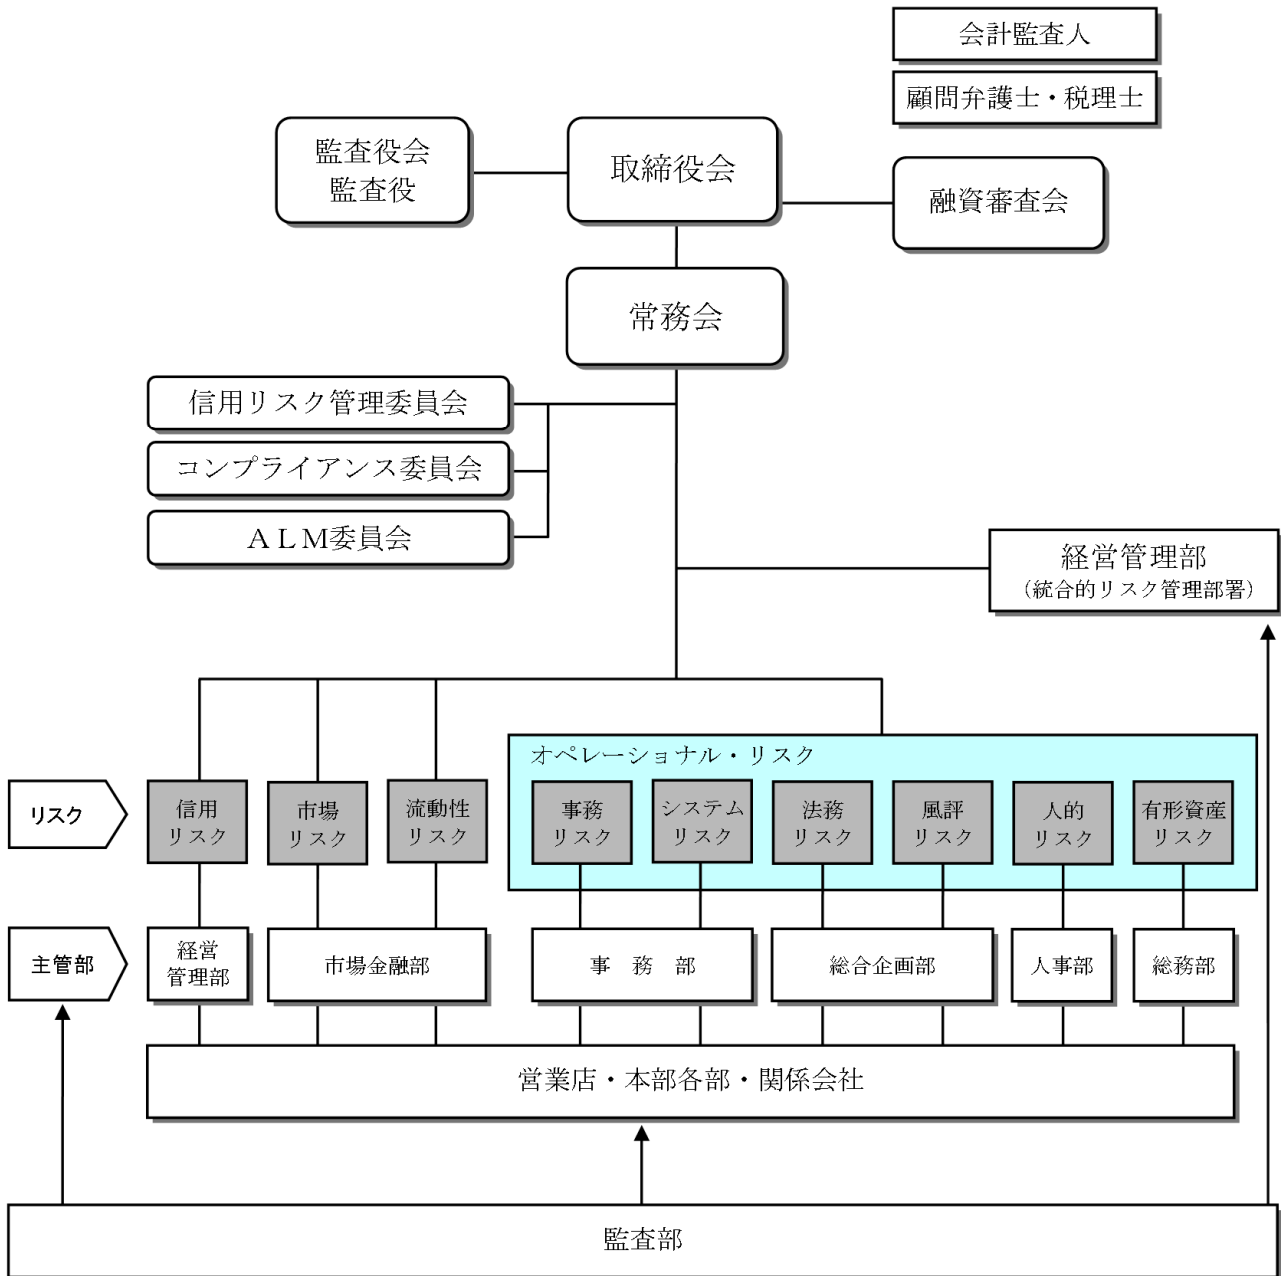 会計監査人
顧問弁護士・税理士
監査役会
監査役
取締役会
融資審査会
常務会
信用リスク管理委員会
コンプライアンス委員会
ＡＬＭ委員会
経営管理部
（統合的リスク管理部署）
オペレーショナル・リスク
リスク
信用
リスク
市場
リスク
流動性
リスク
事務
リスク
システム
リスク
法務
リスク
風評
リスク
人的
リスク
有形資産
リスク
主管部
経営
管理部
市場金融部
事　務　部
総合企画部
人事部
総務部
営業店・本部各部・関係会社
監査部